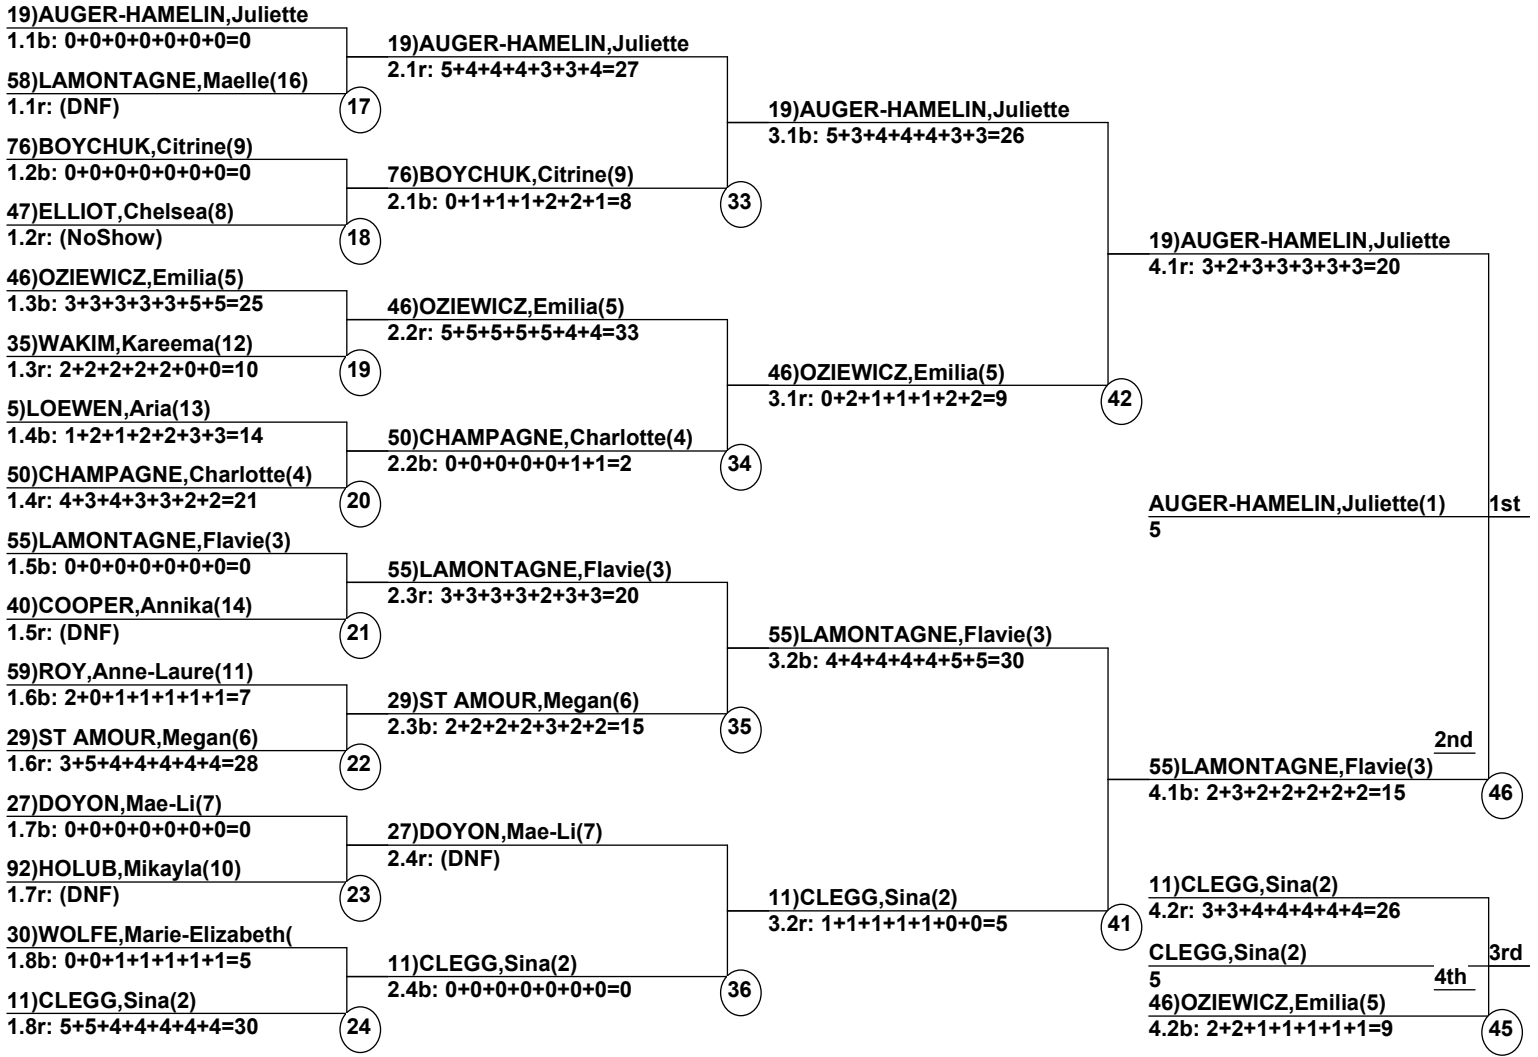 19)AUGER-HAMELIN,Juliette
1.1b: 0+0+0+0+0+0+0=0
58)LAMONTAGNE,Maelle(16)
1.1r: (DNF)
17
76)BOYCHUK,Citrine(9)
1.2b: 0+0+0+0+0+0+0=0
47)ELLIOT,Chelsea(8)
1.2r: (NoShow)
18
46)OZIEWICZ,Emilia(5)
1.3b: 3+3+3+3+3+5+5=25
35)WAKIM,Kareema(12)
1.3r: 2+2+2+2+2+0+0=10
19
5)LOEWEN,Aria(13)
1.4b: 1+2+1+2+2+3+3=14
50)CHAMPAGNE,Charlotte(4)
1.4r: 4+3+4+3+3+2+2=21
20
55)LAMONTAGNE,Flavie(3)
1.5b: 0+0+0+0+0+0+0=0
40)COOPER,Annika(14)
1.5r: (DNF)
21
59)ROY,Anne-Laure(11)
1.6b: 2+0+1+1+1+1+1=7
29)ST AMOUR,Megan(6)
1.6r: 3+5+4+4+4+4+4=28
22
27)DOYON,Mae-Li(7)
1.7b: 0+0+0+0+0+0+0=0
92)HOLUB,Mikayla(10)
1.7r: (DNF)
23
30)WOLFE,Marie-Elizabeth(
1.8b: 0+0+1+1+1+1+1=5
11)CLEGG,Sina(2)
1.8r: 5+5+4+4+4+4+4=30
24
19)AUGER-HAMELIN,Juliette
2.1r: 5+4+4+4+3+3+4=27
76)BOYCHUK,Citrine(9)
2.1b: 0+1+1+1+2+2+1=8
33
46)OZIEWICZ,Emilia(5)
2.2r: 5+5+5+5+5+4+4=33
50)CHAMPAGNE,Charlotte(4)
2.2b: 0+0+0+0+0+1+1=2
34
55)LAMONTAGNE,Flavie(3)
2.3r: 3+3+3+3+2+3+3=20
29)ST AMOUR,Megan(6)
2.3b: 2+2+2+2+3+2+2=15
35
27)DOYON,Mae-Li(7)
2.4r: (DNF)
11)CLEGG,Sina(2)
2.4b: 0+0+0+0+0+0+0=0
36
19)AUGER-HAMELIN,Juliette
3.1b: 5+3+4+4+4+3+3=26
46)OZIEWICZ,Emilia(5)
3.1r: 0+2+1+1+1+2+2=9
42
55)LAMONTAGNE,Flavie(3)
3.2b: 4+4+4+4+4+5+5=30
11)CLEGG,Sina(2)
3.2r: 1+1+1+1+1+0+0=5
41
19)AUGER-HAMELIN,Juliette
4.1r: 3+2+3+3+3+3+3=20
AUGER-HAMELIN,Juliette(1) 1st
5
2nd
55)LAMONTAGNE,Flavie(3)
4.1b: 2+3+2+2+2+2+2=15
46
11)CLEGG,Sina(2)
4.2r: 3+3+4+4+4+4+4=26
CLEGG,Sina(2) 3rd
5 4th
46)OZIEWICZ,Emilia(5)
4.2b: 2+2+1+1+1+1+1=9
45